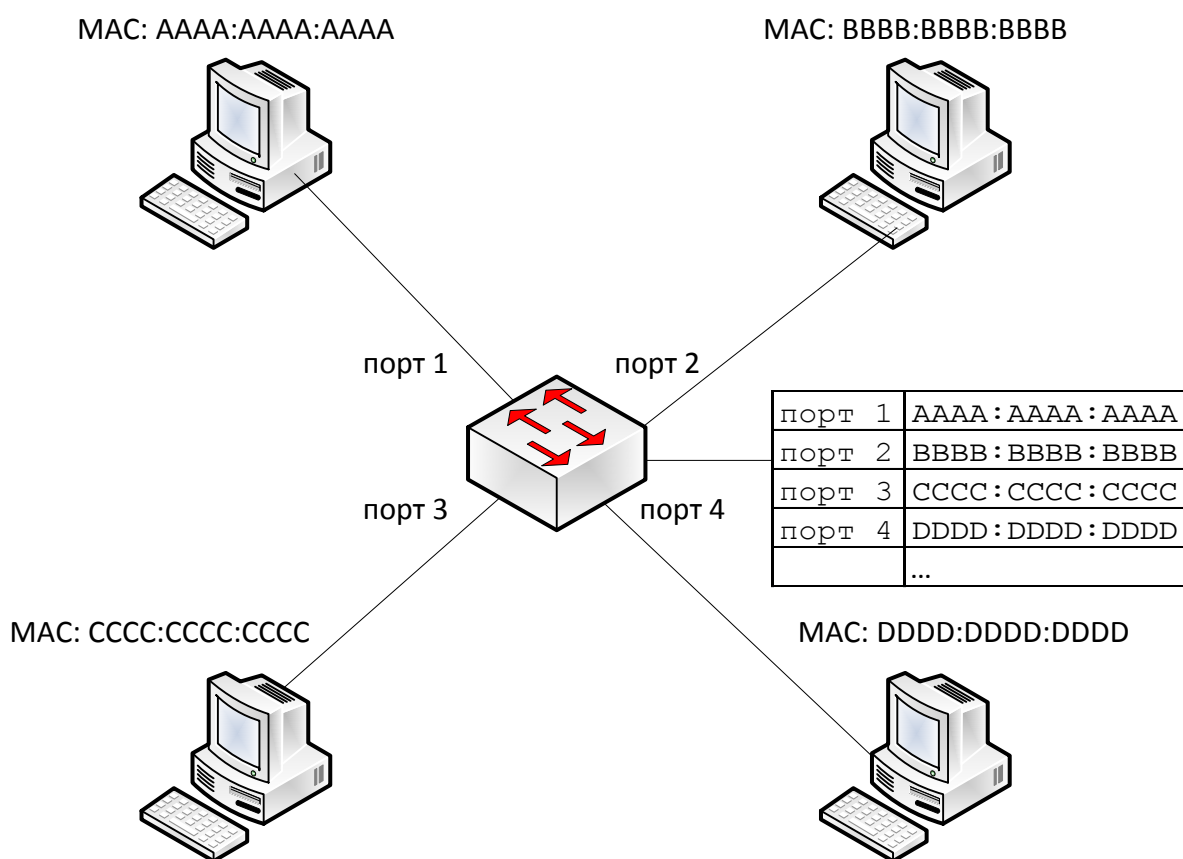 MAC: AAAA:AAAA:AAAA
MAC: BBBB:BBBB:BBBB
порт 1
порт 2
порт 1 AAAA:AAAA:AAAA
порт 2 BBBB:BBBB:BBBB
порт 3 CCCC:CCCC:CCCC
порт 4 DDDD:DDDD:DDDD
...
порт 3
порт 4
MAC: CCCC:CCCC:CCCC
MAC: DDDD:DDDD:DDDD